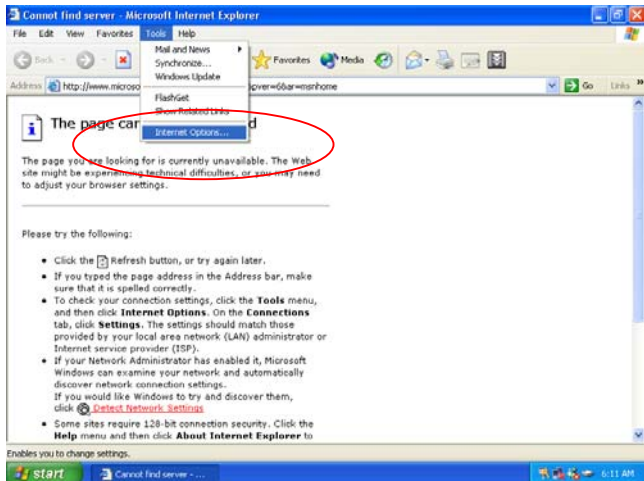 Cannot find server - Microsoft Internet Explorer
File Edit View Favorites Tools Help
Back Favorites Media
Mail and News
Synchronize...
Windows Update
FlashGet
Show Related Links
Internet Options...
Address http://www.microso pver=6&ar=msnhome Go Links »
The page car d
The page you are looking for is currently unavailable. The Web
site might be experiencing technical difficulties, or you may need
to adjust your browser settings.
Please try the following:
• Click the Refresh button, or try again later.
• If you typed the page address in the Address bar, make
sure that it is spelled correctly.
• To check your connection settings, click the Tools menu,
and then click Internet Options. On the Connections
tab, click Settings. The settings should match those
provided by your local area network (LAN) administrator or
Internet service provider (ISP).
• If your Network Administrator has enabled it, Microsoft
Windows can examine your network and automatically
discover network connection settings.
If you would like Windows to try and discover them,
click Detect Network Settings
• Some sites require 128-bit connection security. Click the
Help menu and then click About Internet Explorer to
Enables you to change settings.
start Cannot find server - ... 6:11 AM